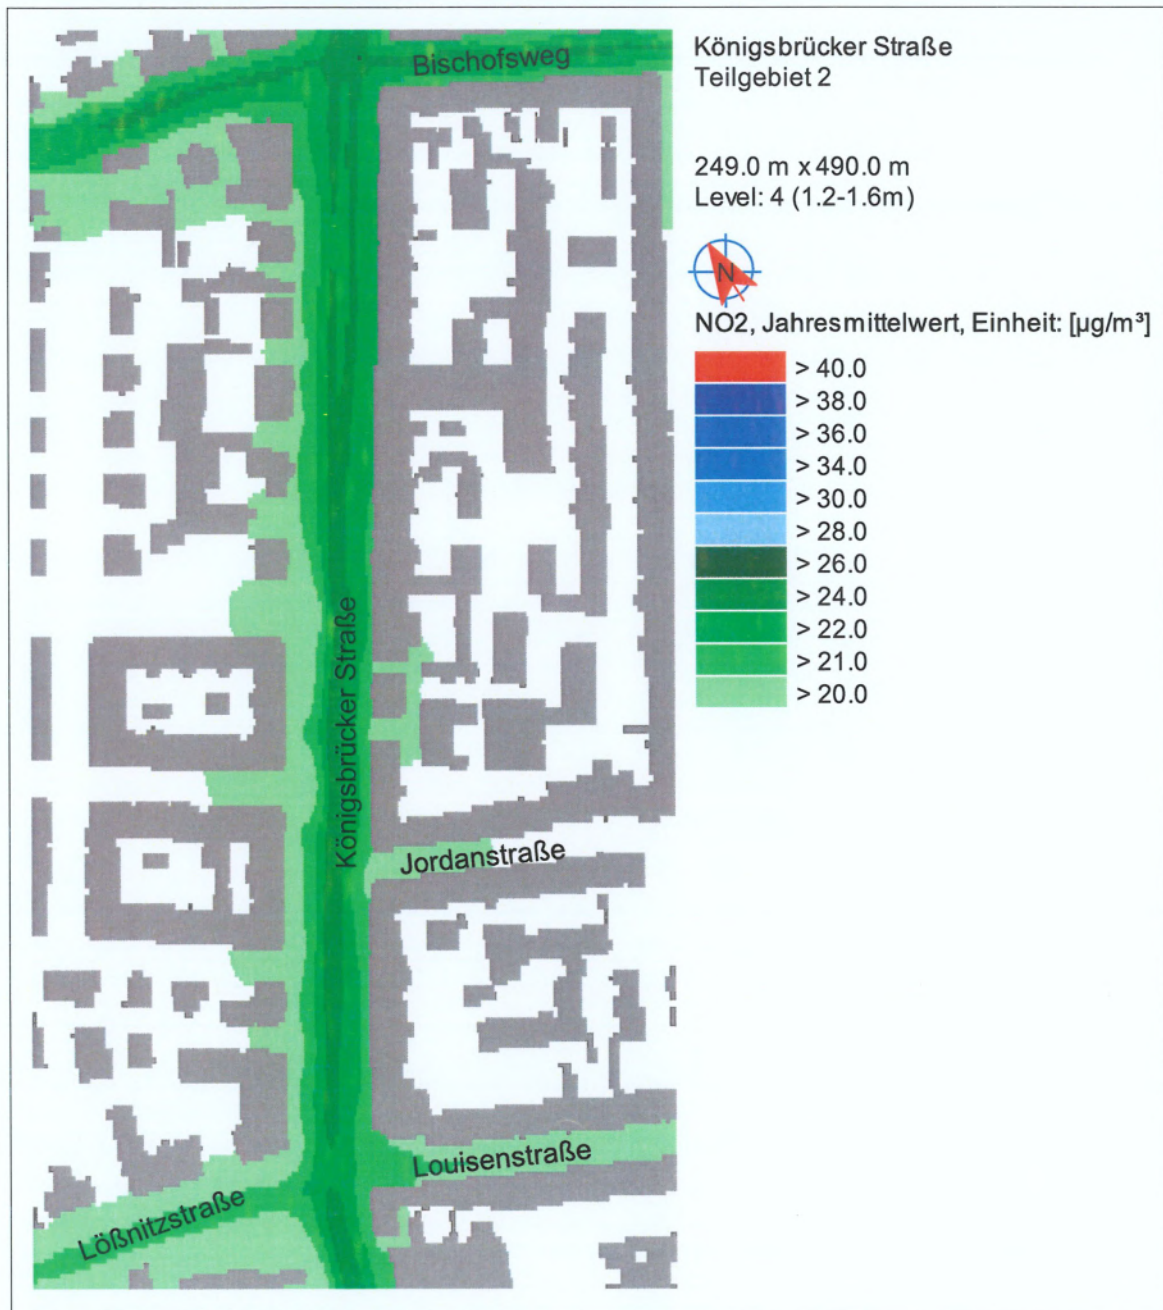 Königsbrücker Straße
Teilgebiet 2
249.0 m x 490.0 m
Level: 4 (1.2-1.6m)
N
NO2, Jahresmittelwert, Einheit: [µg/m³]
> 40.0
> 38.0
> 36.0
> 34.0
> 30.0
> 28.0
> 26.0
> 24.0
> 22.0
> 21.0
> 20.0
Bischofsweg
Königsbrücker Straße
Jordanstraße
Louisenstraße
Lößnitzstraße